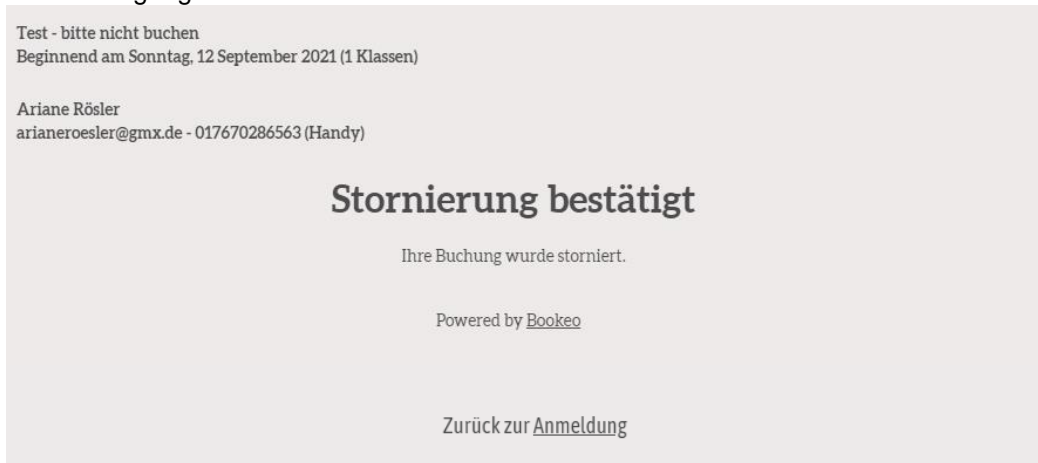 Test - bitte nicht buchen
Beginnend am Sonntag, 12 September 2021 (1 Klassen)
Ariane Rösler
arianeroesler@gmx.de - 017670286563 (Handy)
Stornierung bestätigt
Ihre Buchung wurde storniert.
Powered by Bookeo
Zurück zur Anmeldung